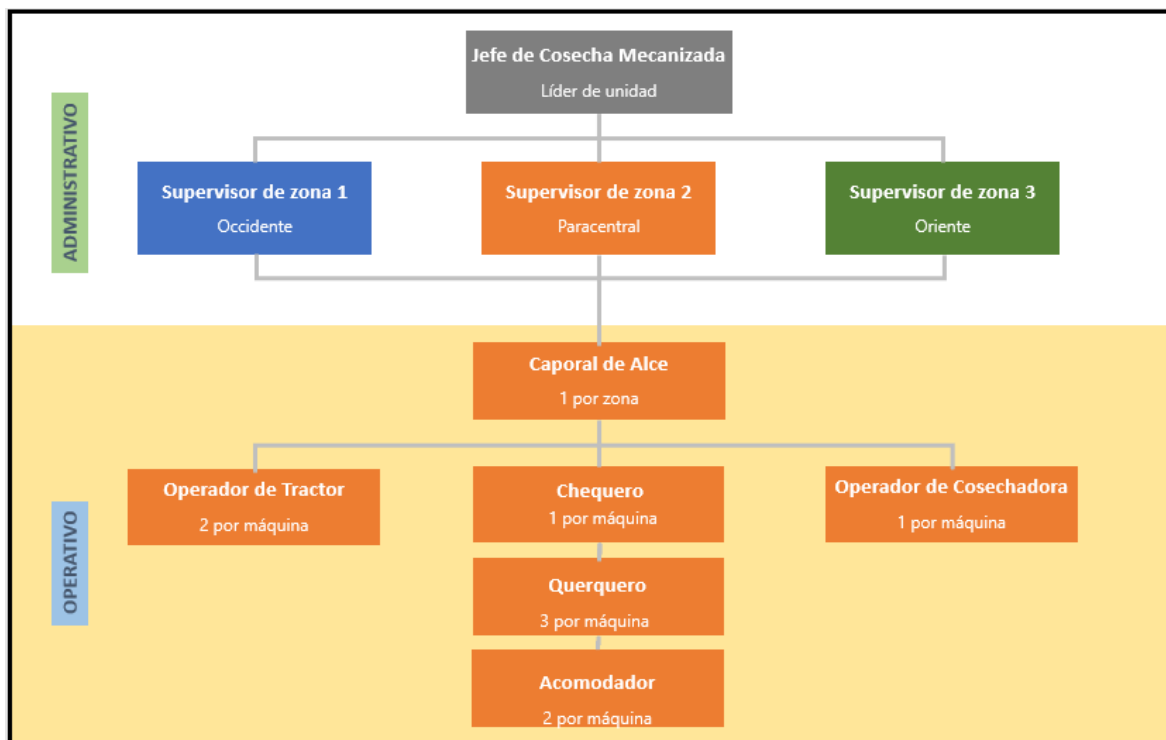 Jefe de Cosecha Mecanizada
Líder de unidad
ADMINISTRATIVO
Supervisor de zona 1
Occidente
Supervisor de zona 2
Paracentral
Supervisor de zona 3
Oriente
Caporal de Alce
1 por zona
OPERATIVO
Operador de Tractor
2 por máquina
Chequero
1 por máquina
Operador de Cosechadora
1 por máquina
Querquero
3 por máquina
Acomodador
2 por máquina